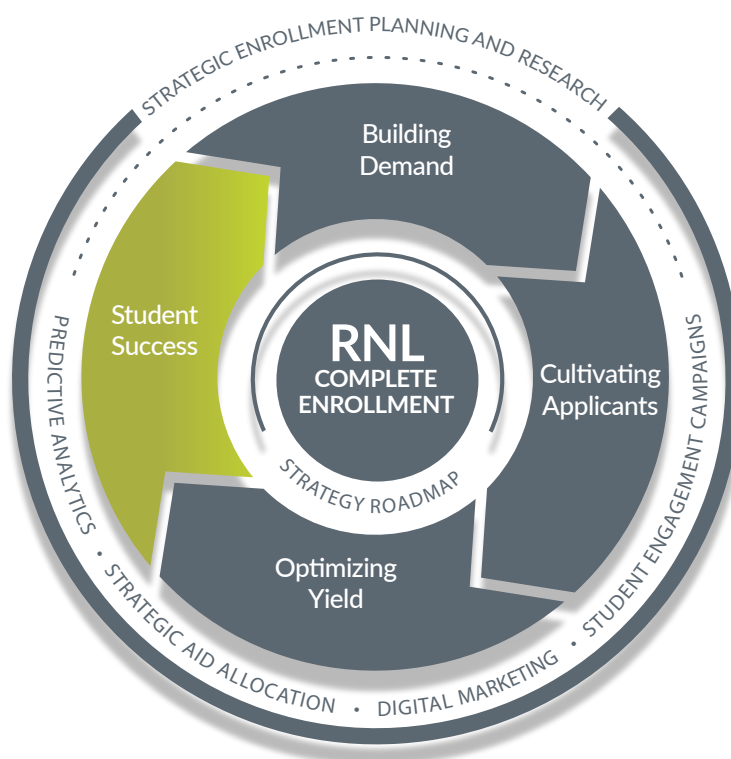 STRATEGIC ENROLLMENT PLANNING AND RESEARCH
Building
Demand
Student
Success
RNL
COMPLETE
ENROLLMENT
Cultivating
Applicants
STRATEGY ROADMAP
Optimizing
Yield
PREDICTIVE ANALYTICS • STRATEGIC AID ALLOCATION • DIGITAL MARKETING • STUDENT ENGAGEMENT CAMPAIGNS